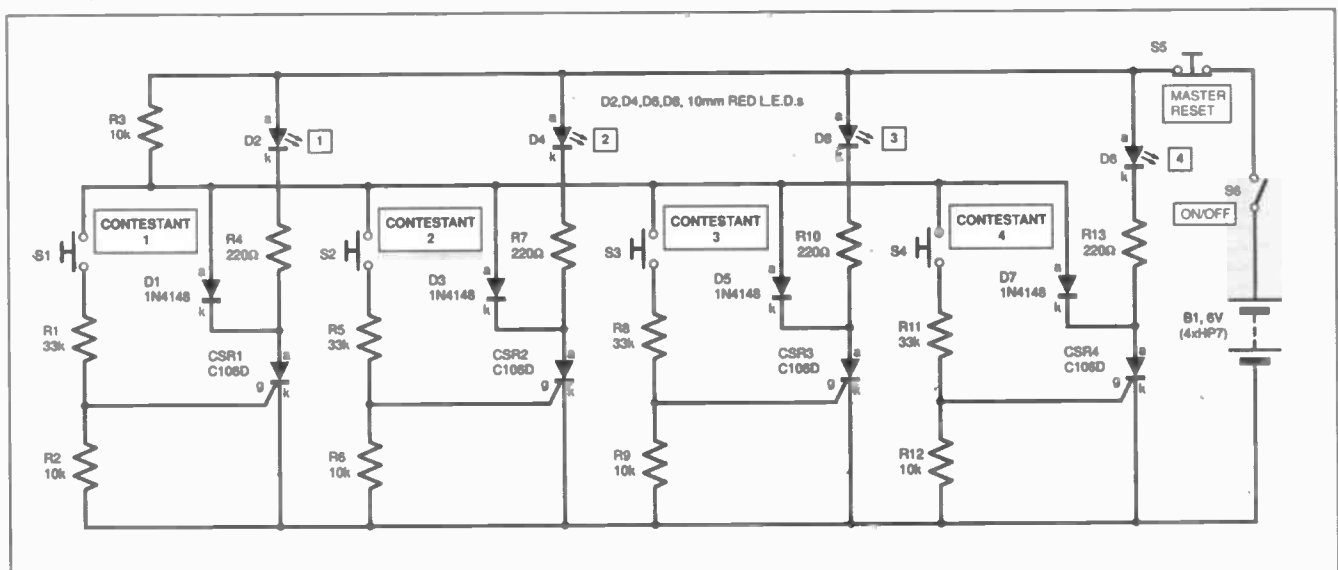 S5
MASTER
RESET
D2,D4,D6,D8, 10mm RED L.E.D.s
R3
10k
a
D2
k
1
a
D4
k
2
a
D8
k
3
a
D6
k
4
S6
ON/OFF
B1, 6V
(4xHP7)
S1
CONTESTANT
1
R4
220Ω
a
D1
1N4148
k
R1
33k
CSR1
C106D
a
g
k
R2
10k
S2
CONTESTANT
2
R7
220Ω
a
D3
1N4148
k
R5
33k
CSR2
C106D
a
g
k
R6
10k
S3
CONTESTANT
3
R10
220Ω
a
D5
1N4148
k
R8
33k
CSR3
C106D
a
g
k
R9
10k
S4
CONTESTANT
4
R13
220Ω
a
D7
1N4148
k
R11
33k
CSR4
C106D
a
g
k
R12
10k